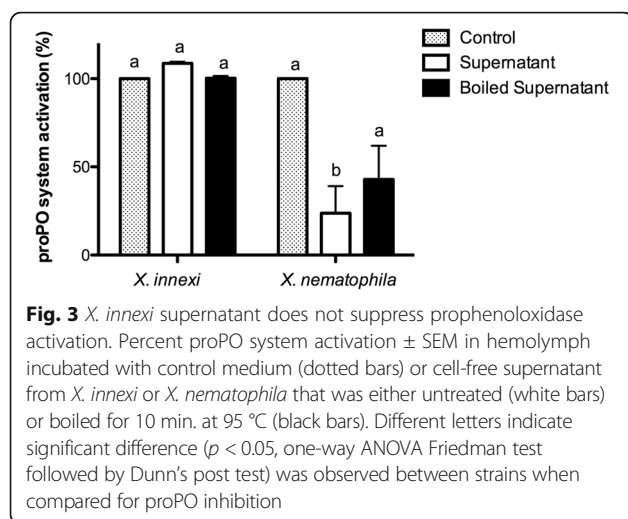 Control
Supernatant
Boiled Supernatant
proPO system activation (%)
100
50
0
a
a
a
a
b
a
X. innexi
X. nematophila
Fig. 3 X. innexi supernatant does not suppress prophenoloxidase
activation. Percent proPO system activation ± SEM in hemolymph
incubated with control medium (dotted bars) or cell-free supernatant
from X. innexi or X. nematophila that was either untreated (white bars)
or boiled for 10 min. at 95 °C (black bars). Different letters indicate
significant difference (p < 0.05, one-way ANOVA Friedman test
followed by Dunn's post test) was observed between strains when
compared for proPO inhibition